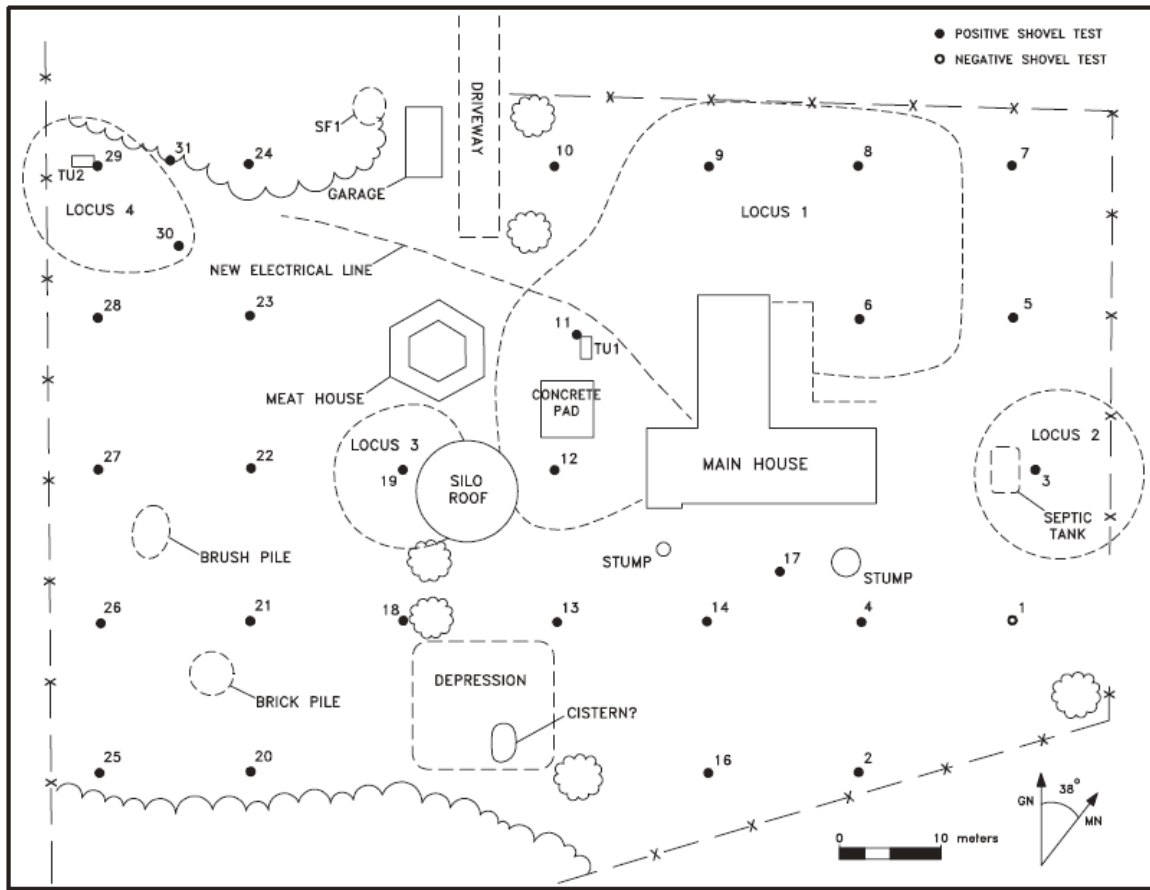 POSITIVE SHOVEL TEST
NEGATIVE SHOVEL TEST
DRIVEWAY
SF1
GARAGE
10
9
8
7
29
31
24
TU2
LOCUS 4
30
LOCUS 1
NEW ELECTRICAL LINE
28
23
11
TU1
6
5
MEAT HOUSE
CONCRETE
PAD
LOCUS 3
LOCUS 2
27
22
19
SILO
ROOF
12
MAIN HOUSE
3
SEPTIC
TANK
BRUSH PILE
STUMP
17
STUMP
26
21
18
13
14
4
1
DEPRESSION
BRICK PILE
CISTERN?
25
20
16
2
GN
38°
MN
0
10 meters